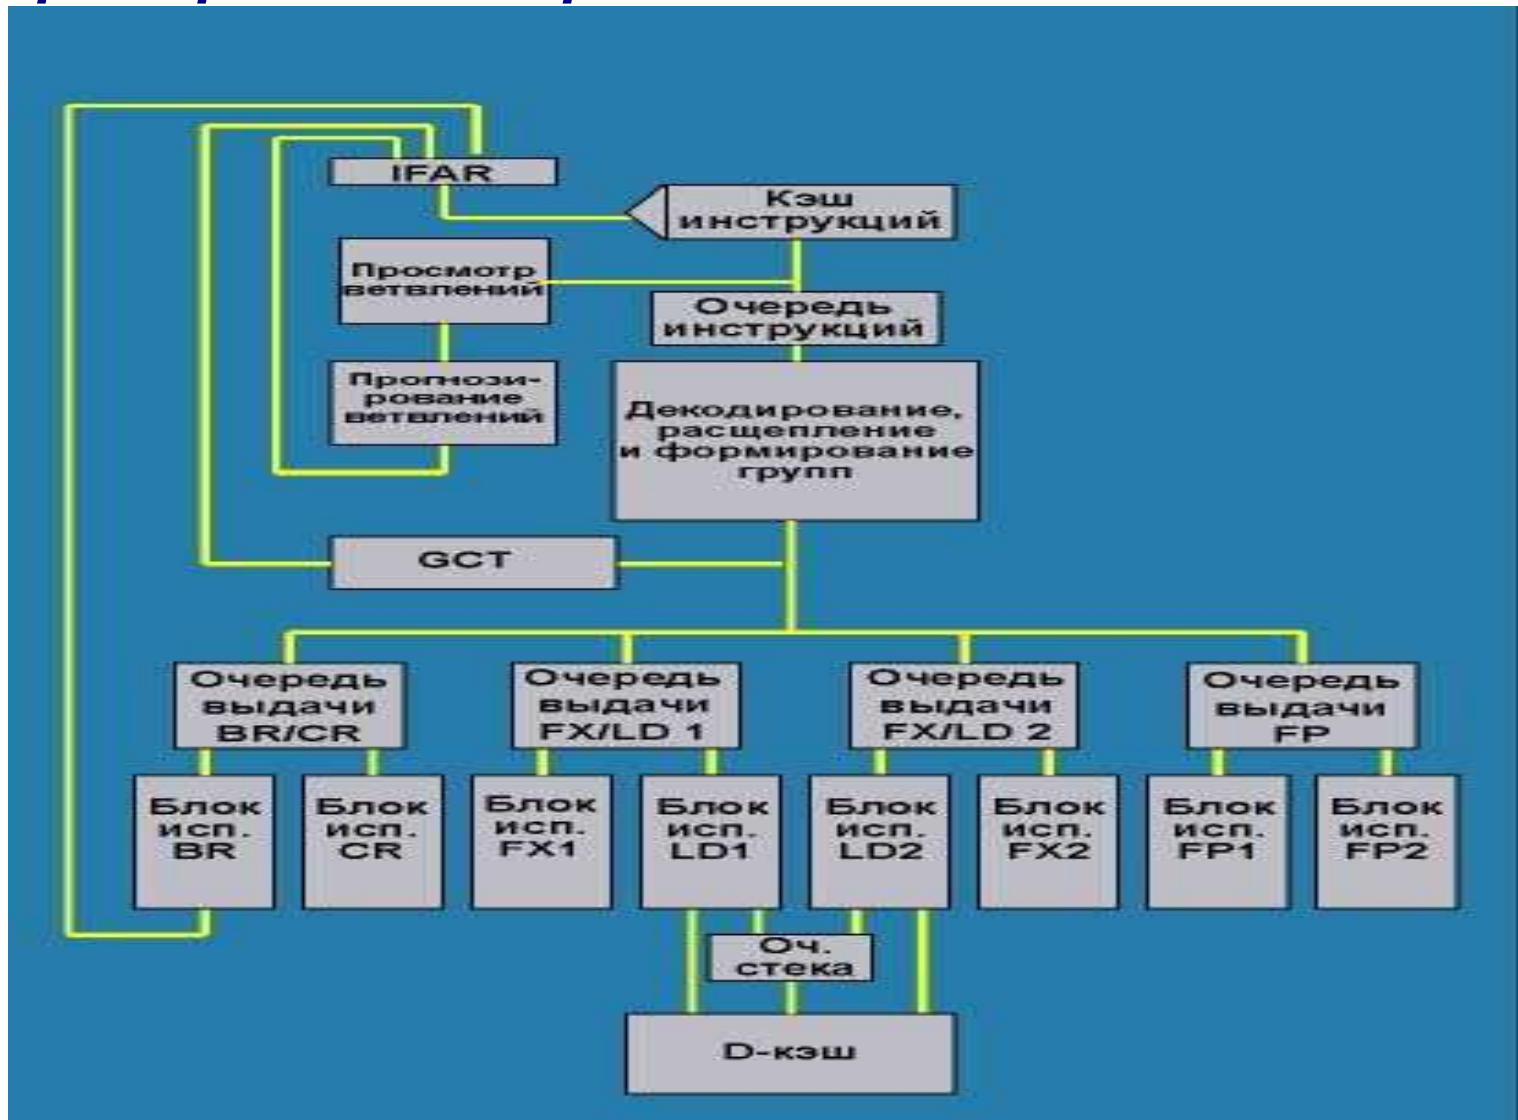 IFAR
Кэш
инструкций
Просмотр
ветвлений
Очередь
инструкций
Прогнози-
рование
ветвлений
Декодирование,
расщепление
и формирование
групп
GCT
Очередь
выдачи
BR/CR
Очередь
выдачи
FX/LD 1
Очередь
выдачи
FX/LD 2
Очередь
выдачи
FP
Блок
исп.
BR
Блок
исп.
CR
Блок
исп.
FX1
Блок
исп.
LD1
Блок
исп.
LD2
Блок
исп.
FX2
Блок
исп.
FP1
Блок
исп.
FP2
Оч.
стека
D-кэш